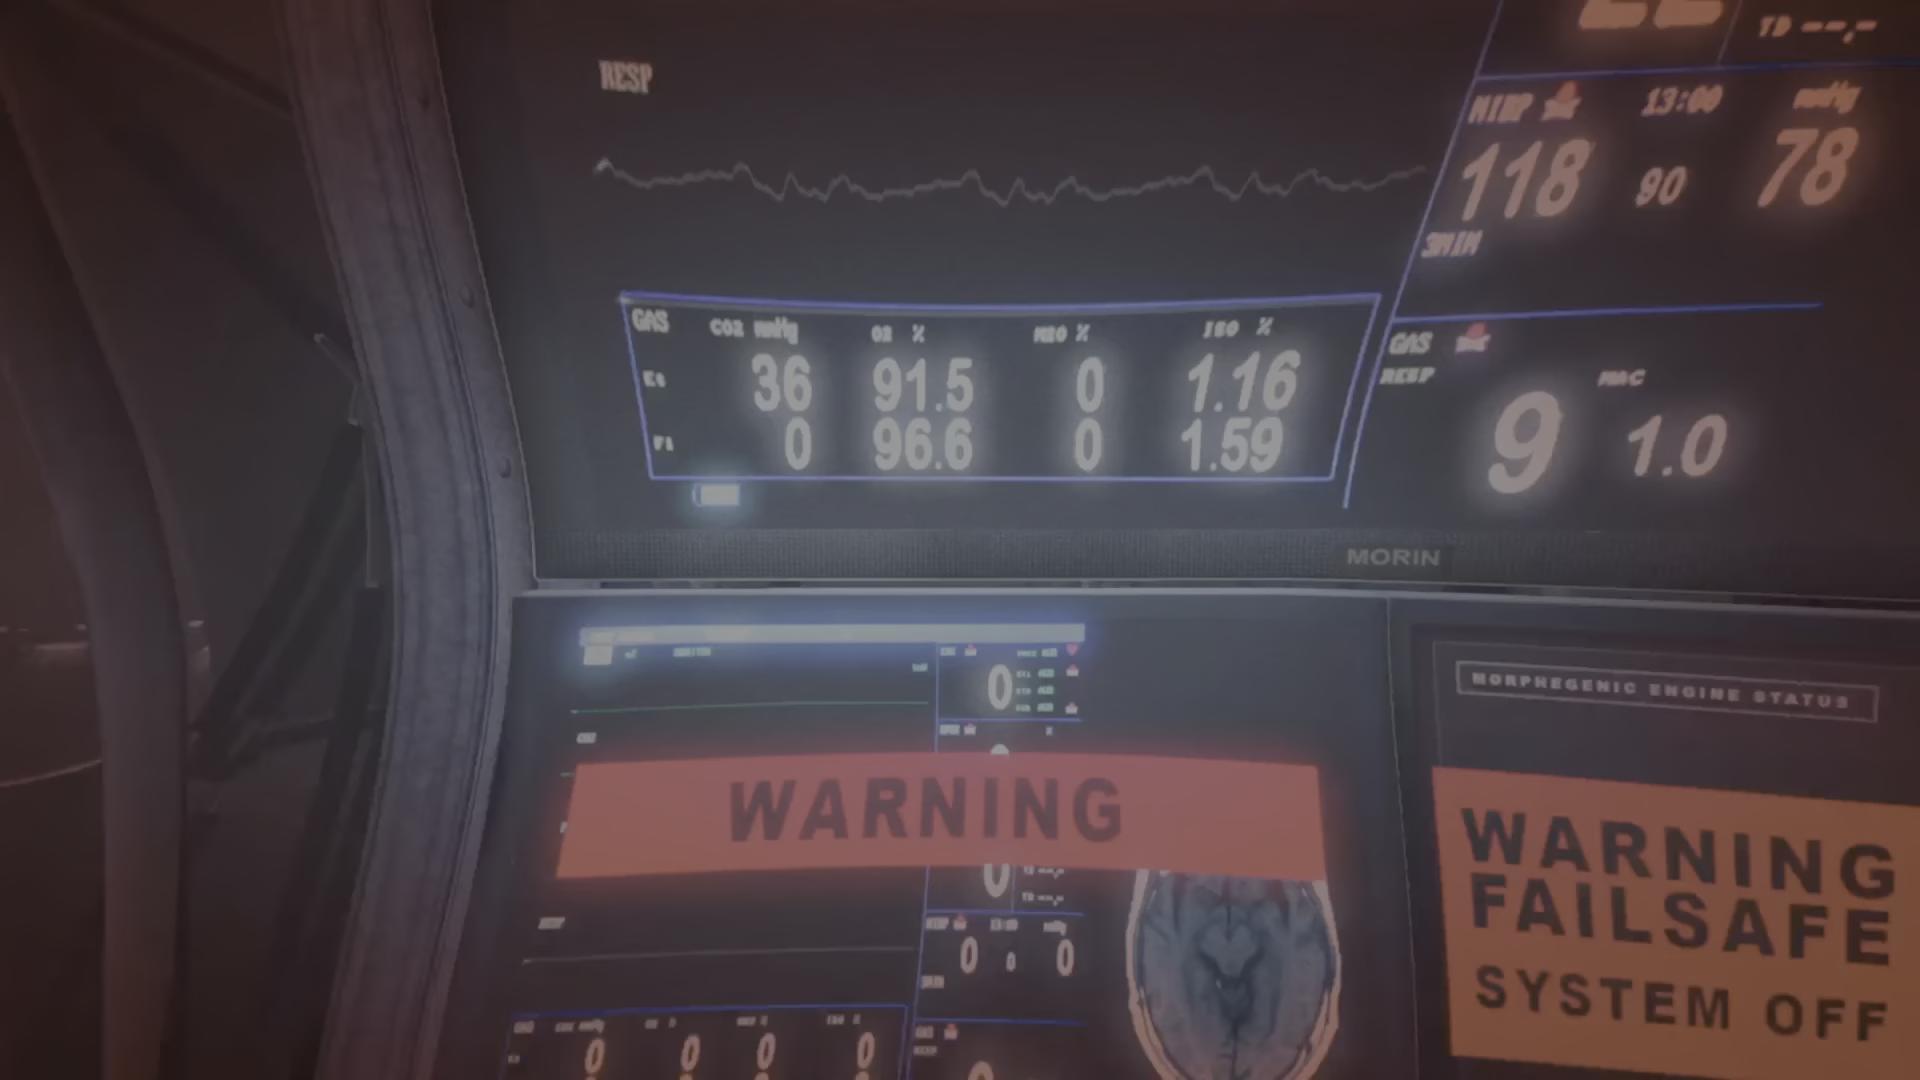 RESP
TD --,-
NIBP 13:00 mmHg
118 90 78
3MIN
GAS CO2 mmHg O2 % N2O % ISO %
Et 36 91.5 0 1.16
Fi 0 96.6 0 1.59
GAS
RESP MAC
9 1.0
MORIN
0
WARNING
0
RESP
0 0 0
0 0 0 0
MORPHEGENIC ENGINE STATUS
WARNING
FAILSAFE
SYSTEM OFF